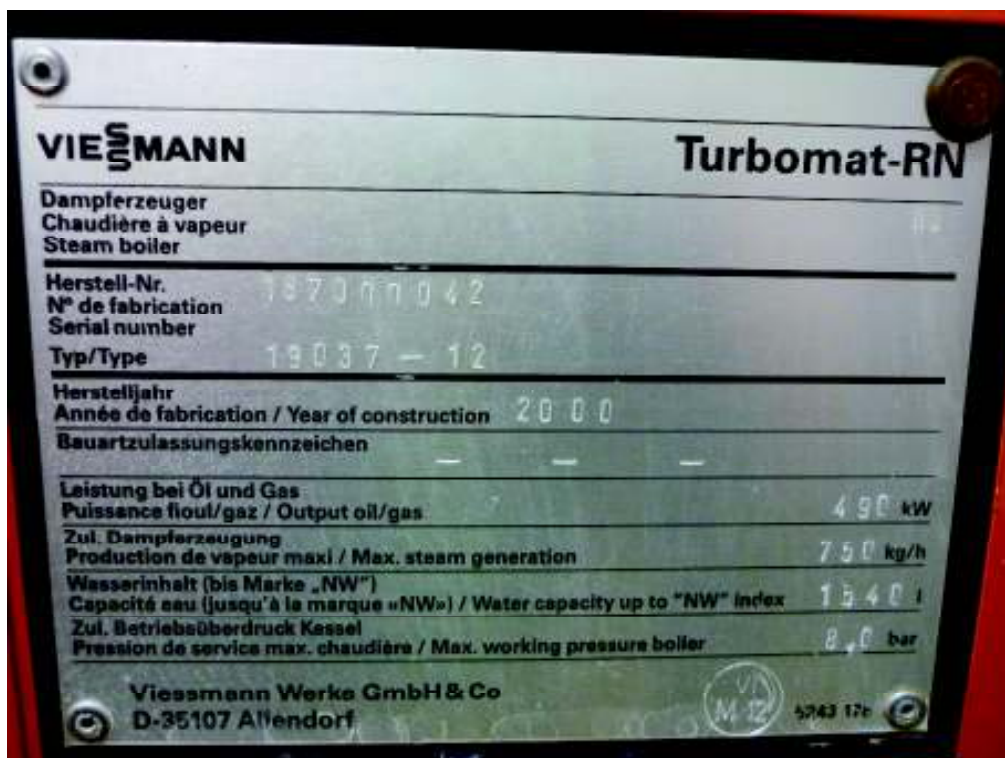 VIESSMANN
Turbomat-RN
Dampferzeuger
Chaudière à vapeur
Steam boiler
Herstell-Nr.
Nº de fabrication
Serial number
Typ/Type 19037 – 12
Herstelljahr
Année de fabrication / Year of construction 2000
Bauartzulassungskennzeichen
– – –
Leistung bei Öl und Gas
Puissance fioul/gaz / Output oil/gas 490 kW
Zul. Dampferzeugung
Production de vapeur maxi / Max. steam generation 750 kg/h
Wasserinhalt (bis Marke „NW")
Capacité eau (jusqu'à la marque «NW») / Water capacity up to "NW" index 1540 l
Zul. Betriebsüberdruck Kessel
Pression de service max. chaudière / Max. working pressure boiler 8,0 bar
Viessmann Werke GmbH & Co
D-35107 Allendorf
M 12